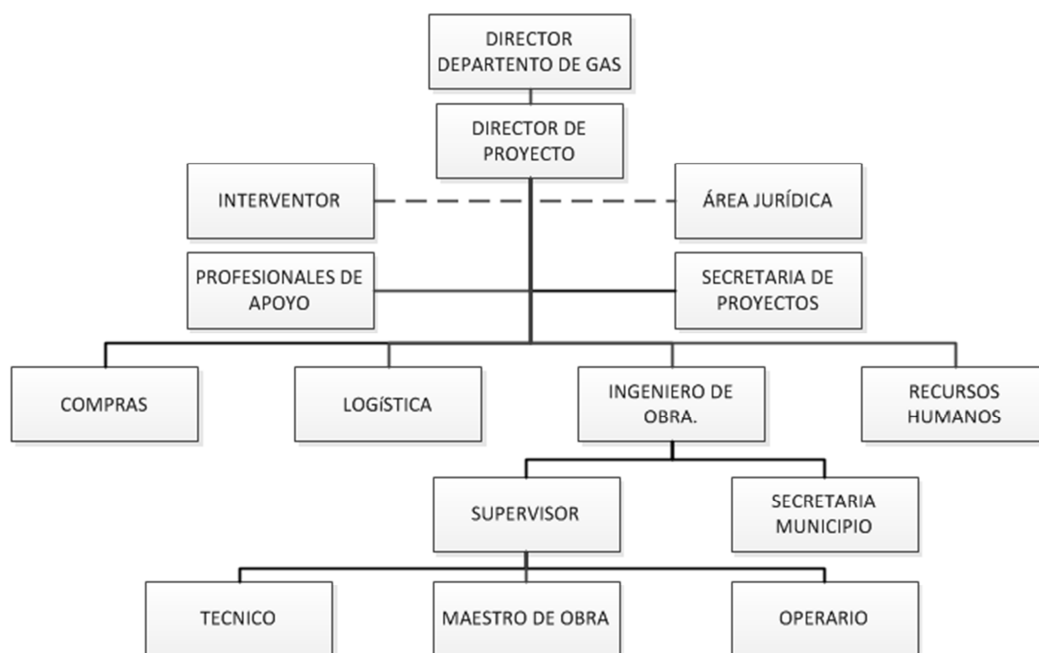 DIRECTOR
DEPARTENTO DE GAS
DIRECTOR DE
PROYECTO
INTERVENTOR
ÁREA JURÍDICA
PROFESIONALES DE
APOYO
SECRETARIA DE
PROYECTOS
COMPRAS
LOGíSTICA
INGENIERO DE
OBRA.
RECURSOS
HUMANOS
SUPERVISOR
SECRETARIA
MUNICIPIO
TECNICO
MAESTRO DE OBRA
OPERARIO